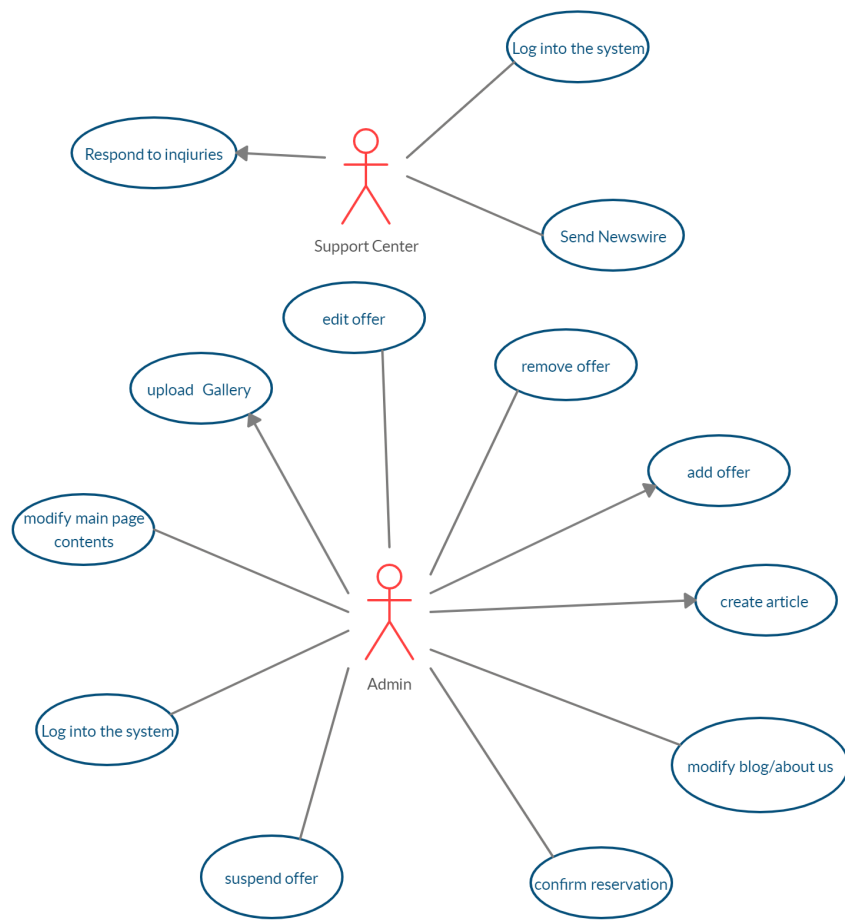 Log into the system
Respond to inqiuries
Send Newswire
Support Center
edit offer
remove offer
upload Gallery
add offer
modify main page
contents
create article
Admin
Log into the system
modify blog/about us
suspend offer
confirm reservation